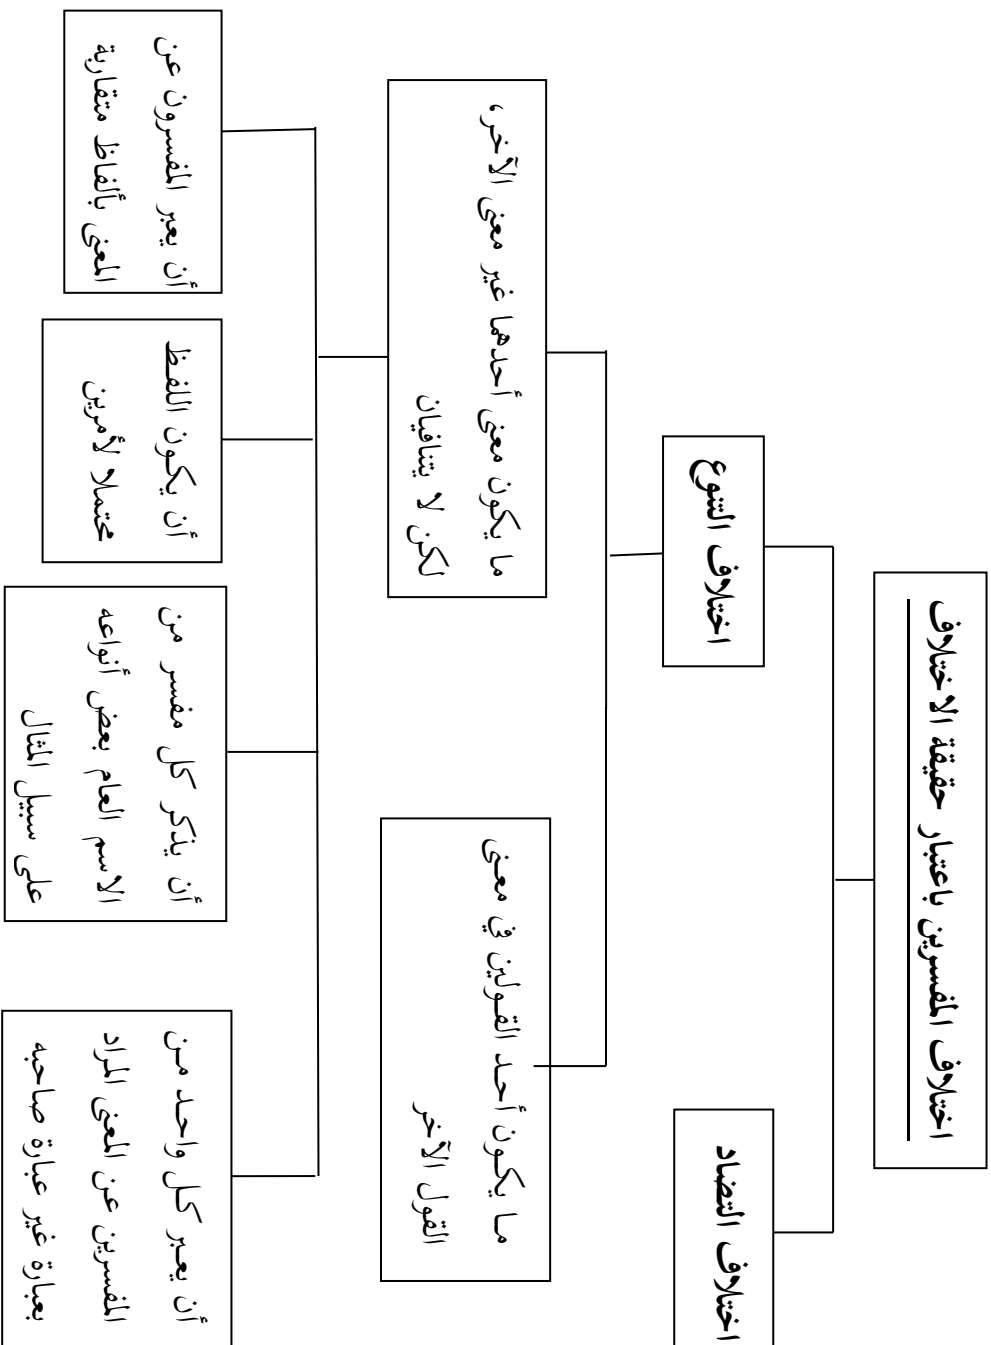 اختلاف المفسرين باعتبار حقيقة الاختلاف
اختلاف التضاد
اختلاف التنوع
ما يكون أحد القولين في معنى
القول الآخر
ما يكون معنى أحدهما غير معنى الآخر،
لكن لا يتنافيان
أن يعبر كل واحد من
المفسرين عن المعنى المراد
بعبارة غير عبارة صاحبه
أن يذكر كل مفسر من
الاسم العام بعض أنواعه
على سبيل المثال
أن يكون اللفظ
محتملا لأمرين
أن يعبر المفسرون عن
المعنى بألفاظ متقاربة